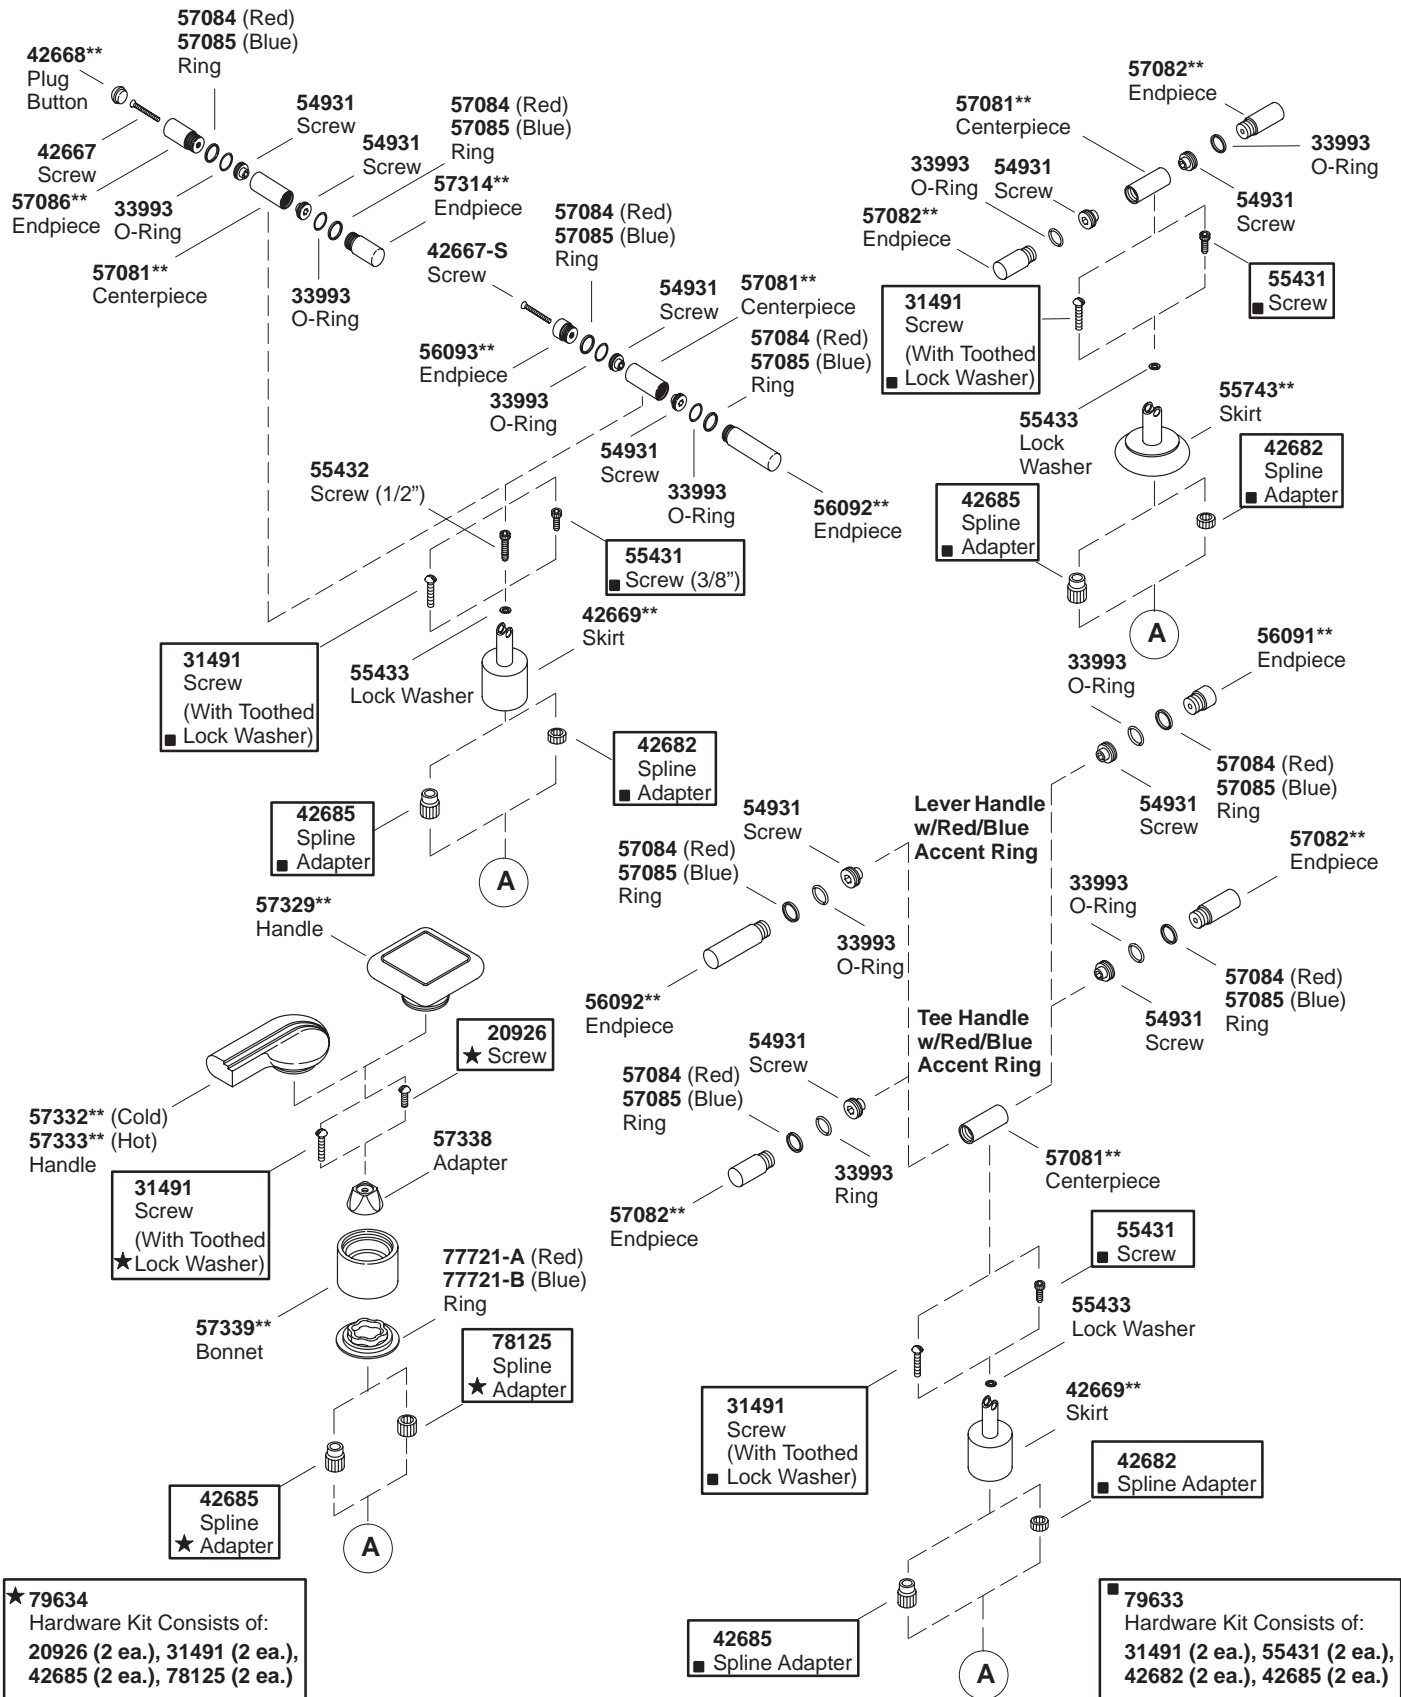 57084 (Red)
57085 (Blue)
Ring
42668**
Plug
Button
54931
Screw
57084 (Red)
57085 (Blue)
Ring
42667
Screw
54931
Screw
57086**
Endpiece
33993
O-Ring
57314**
Endpiece
57081**
Centerpiece
33993
O-Ring
42667-S
Screw
57084 (Red)
57085 (Blue)
Ring
54931
Screw
57081**
Centerpiece
56093**
Endpiece
57084 (Red)
57085 (Blue)
Ring
33993
O-Ring
54931
Screw
33993
O-Ring
56092**
Endpiece
55432
Screw (1/2”)
55431
■ Screw (3/8”)
42669**
Skirt
31491
Screw
(With Toothed
■ Lock Washer)
55433
Lock Washer
42682
Spline
■ Adapter
42685
Spline
■ Adapter
A
57082**
Endpiece
57081**
Centerpiece
33993
O-Ring
33993
O-Ring
54931
Screw
54931
Screw
57082**
Endpiece
31491
Screw
(With Toothed
■ Lock Washer)
55431
■ Screw
55433
Lock
Washer
55743**
Skirt
42682
Spline
■ Adapter
42685
Spline
■ Adapter
A
56091**
Endpiece
33993
O-Ring
57084 (Red)
57085 (Blue)
Ring
54931
Screw
Lever Handle
w/Red/Blue
Accent Ring
54931
Screw
57084 (Red)
57085 (Blue)
Ring
33993
O-Ring
56092**
Endpiece
57082**
Endpiece
33993
O-Ring
57084 (Red)
57085 (Blue)
Ring
54931
Screw
Tee Handle
w/Red/Blue
Accent Ring
54931
Screw
57084 (Red)
57085 (Blue)
Ring
33993
Ring
57082**
Endpiece
57081**
Centerpiece
55431
■ Screw
55433
Lock Washer
31491
Screw
(With Toothed
■ Lock Washer)
42669**
Skirt
42682
■ Spline Adapter
42685
■ Spline Adapter
A
57329**
Handle
20926
★ Screw
57332** (Cold)
57333** (Hot)
Handle
57338
Adapter
31491
Screw
(With Toothed
★ Lock Washer)
77721-A (Red)
77721-B (Blue)
Ring
57339**
Bonnet
78125
Spline
★ Adapter
42685
Spline
★ Adapter
A
★ 79634
Hardware Kit Consists of:
20926 (2 ea.), 31491 (2 ea.),
42685 (2 ea.), 78125 (2 ea.)
■ 79633
Hardware Kit Consists of:
31491 (2 ea.), 55431 (2 ea.),
42682 (2 ea.), 42685 (2 ea.)